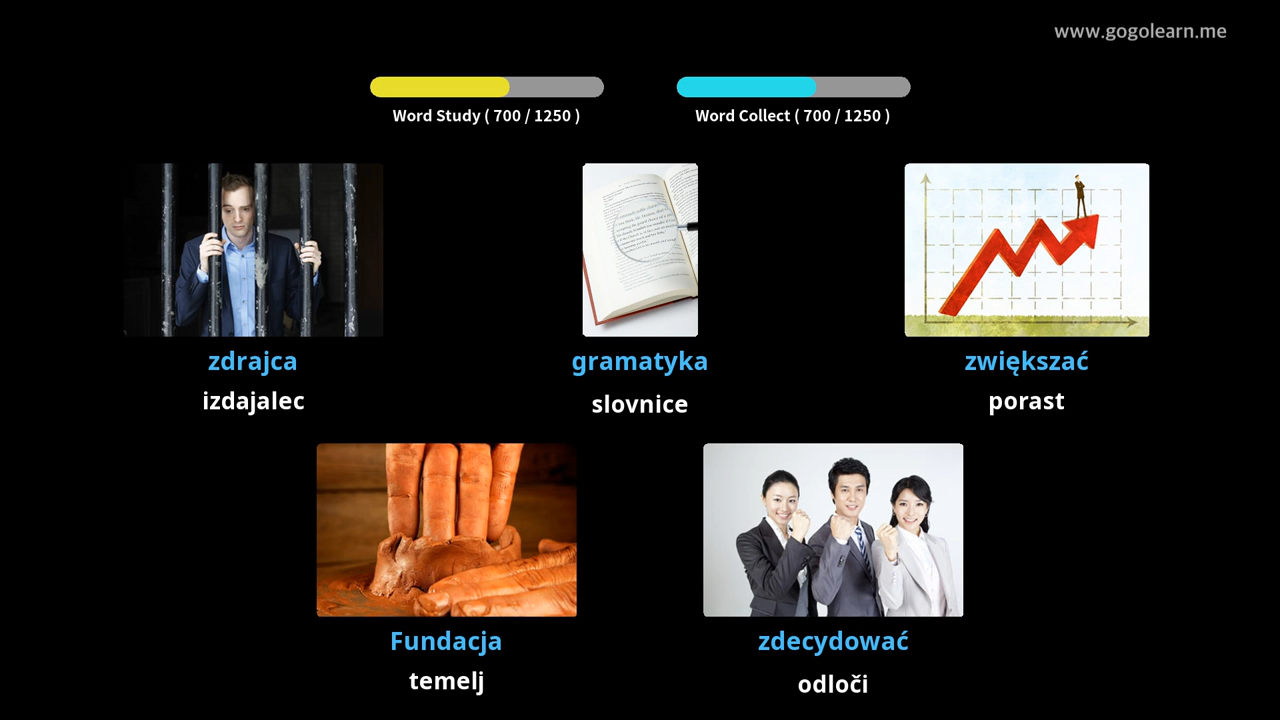 www.gogolearn.me
Word Study ( 700 / 1250 )
Word Collect ( 700 / 1250 )
zdrajca
izdajalec
gramatyka
slovnice
zwiększać
porast
Fundacja
temelj
zdecydować
odloči